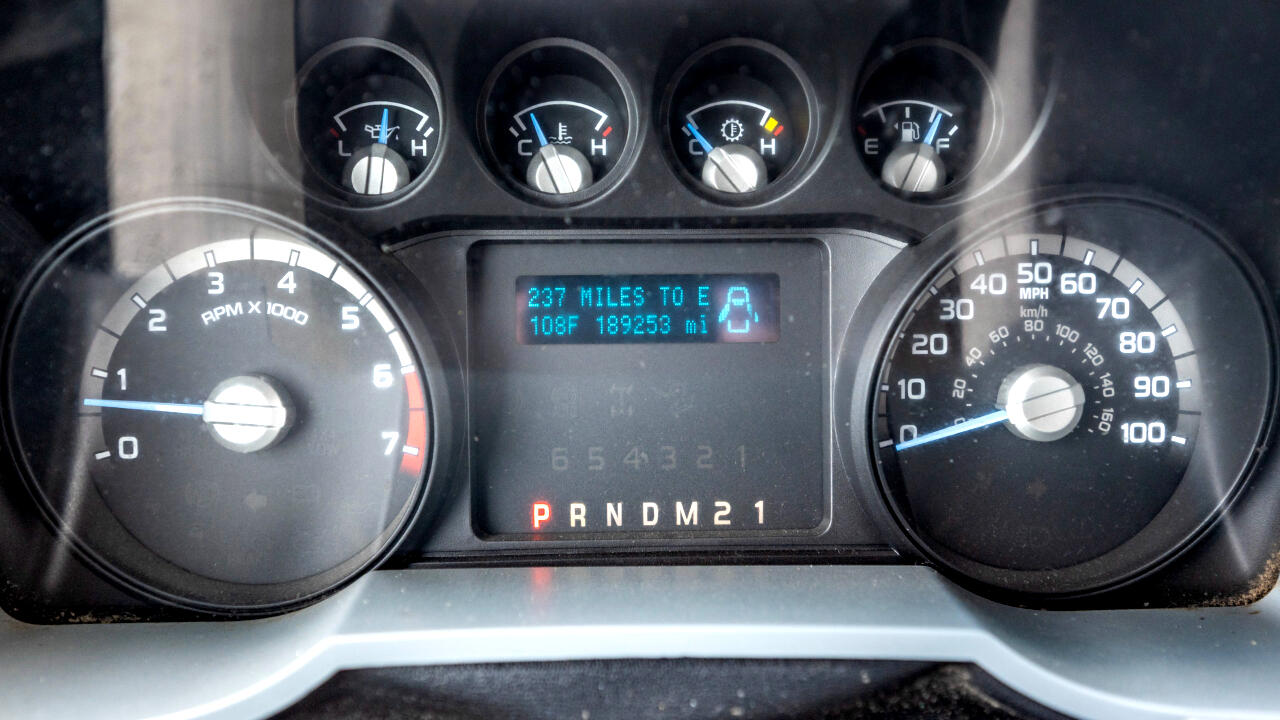 L H
C H
C H
E F
0 1 2 3 4 5 6 7
RPM X 1000
237 MILES TO E
108F 189253 mi
6 5 4 3 2 1
P R N D M 2 1
0 10 20 30 40 50 60 70 80 90 100
MPH
km/h
0 20 40 60 80 100 120 140 160